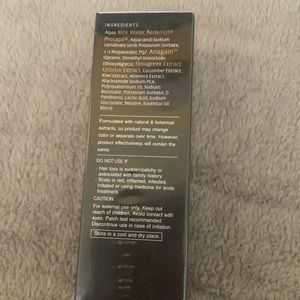 INGREDIENTS
Aqua, Rice Water, Redensyl®
Procapil®, Aqua (and) Sodium
Levulinate (and) Potassium Sorbate,
1-3 Propanediol, PG7, Anagain™
Glycerin, Dimethyl Isosorbide,
Ethoxydiglycol, Fenugreek Extract
Licorice Extract, Cucumber Extract,
Kiwi Extract, Aloevera Extract,
Niacinamide, Sodium PCA,
Polyquaternium 10, Sodium
Benzoate, Potassium Sorbate, D
Panthenol, Lactic Acid, Sodium
Gluconate, Betaine, Essential Oil
Blend
Formulated with natural & botanical
extracts, so product may change
color or separate over time. However,
product effectiveness will remain the
same.
DO NOT USE IF
- Hair loss is sudden/patchy or
associated with family history
- Scalp is red, inflamed, infected,
irritated or using medicine for scalp
treatment.
CAUTION
For external use only. Keep out
reach of children. Avoid contact with
eyes. Patch test recommended.
Discontinue use in case of irritation.
Store in a cool and dry place.